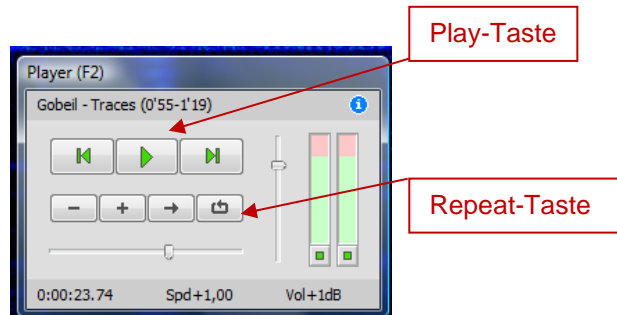 Play-Taste
Player (F2)
Gobeil - Traces (0'55-1'19)
Repeat-Taste
0:00:23.74 Spd+1,00 Vol+1dB